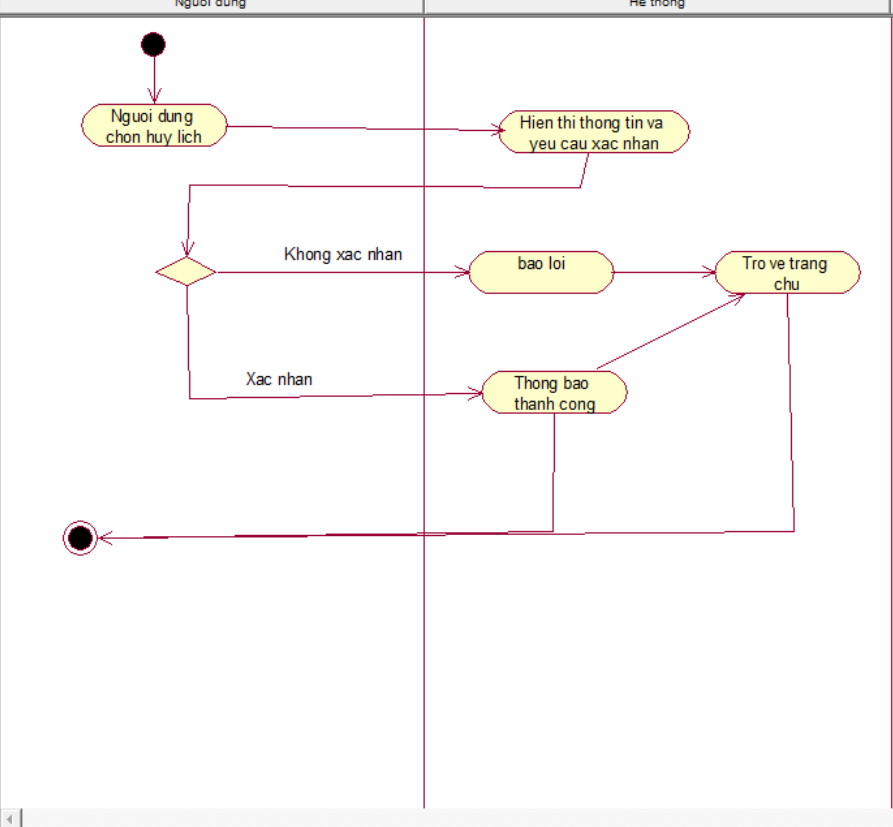 Nguoi dung
He thong
Nguoi dung
chon huy lich
Hien thi thong tin va
yeu cau xac nhan
Khong xac nhan
bao loi
Tro ve trang
chu
Xac nhan
Thong bao
thanh cong